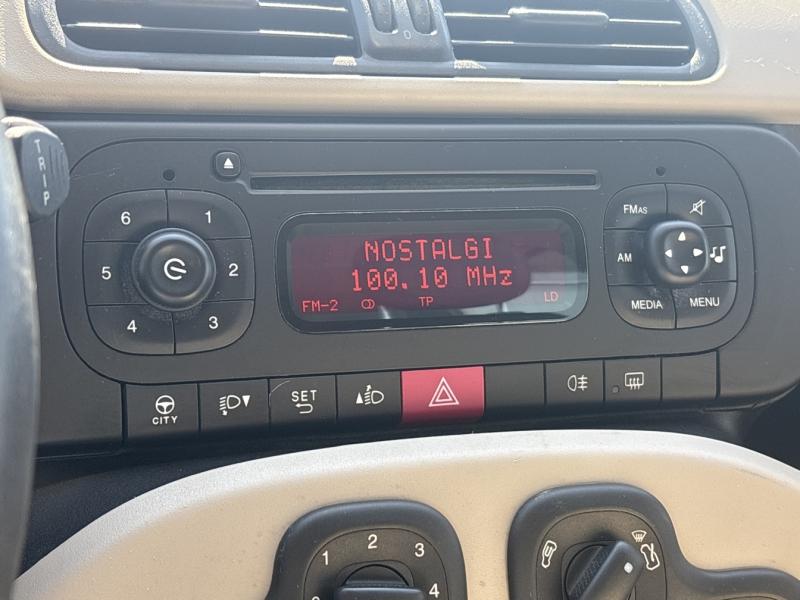 0
TRIP
6 1
5 2
4 3
NOSTALGI
100.10 MHz
FM-2 TP LD
FMAS
AM
MEDIA MENU
CITY
SET
1 2 3
4